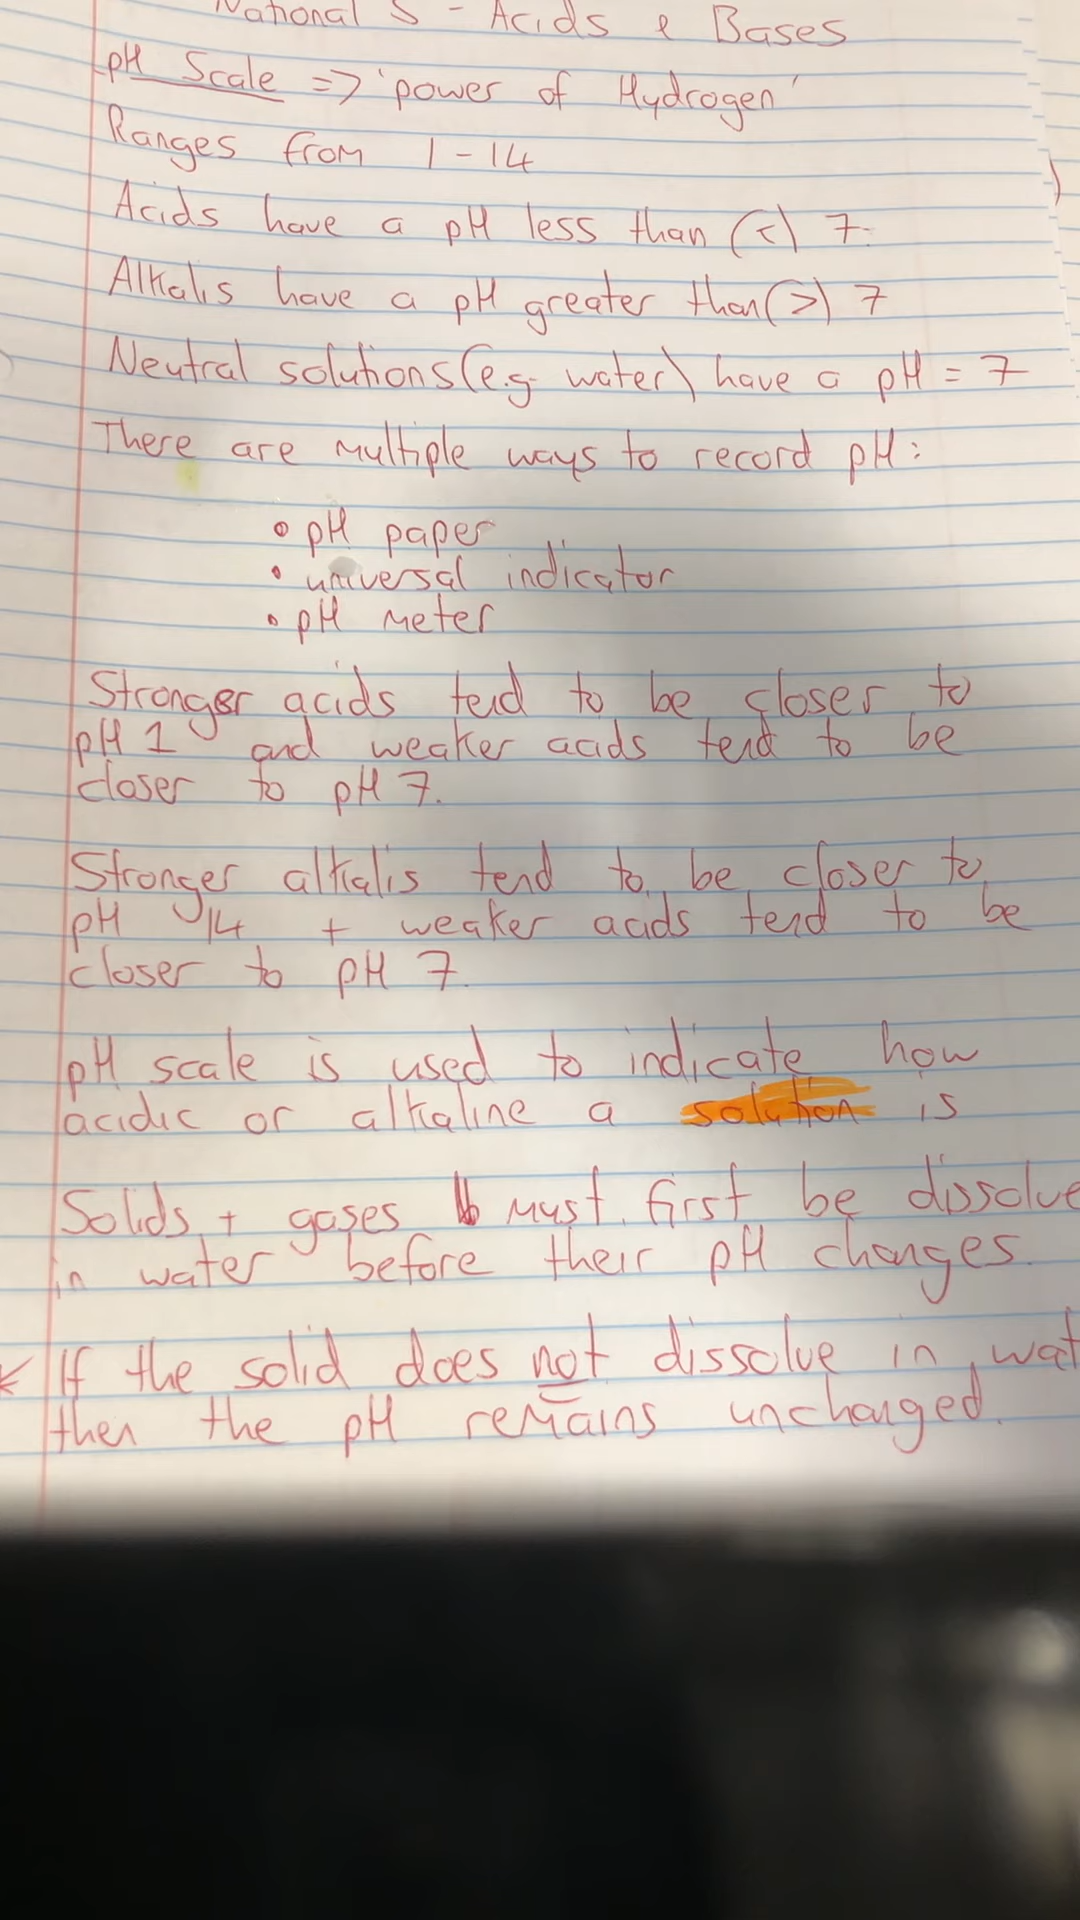 National 5 - Acids & Bases
pH Scale => 'power of Hydrogen'
Ranges from 1-14
Acids have a pH less than (<) 7.
Alkalis have a pH greater than (>) 7
Neutral solutions (e.g. water) have a pH = 7
There are multiple ways to record pH:
• pH paper
• universal indicator
• pH meter
Stronger acids tend to be closer to
pH 1 and weaker acids tend to be
closer to pH 7.
Stronger alkalis tend to be closer to
pH 14 + weaker acids tend to be
closer to pH 7.
pH scale is used to indicate how
acidic or alkaline a solution is
Solids + gases must first be dissolve
in water before their pH changes.
* If the solid does not dissolve in wat
then the pH remains unchanged.